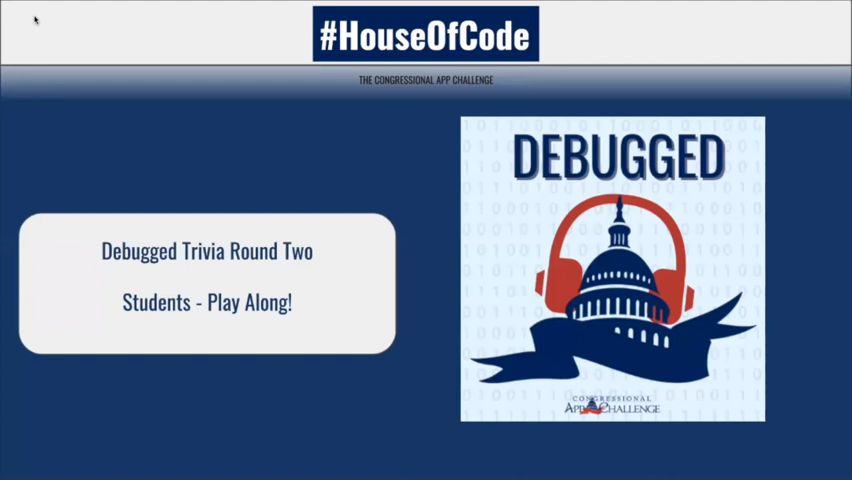 #HouseOfCode
THE CONGRESSIONAL APP CHALLENGE
Debugged Trivia Round Two
Students - Play Along!
DEBUGGED
CONGRESSIONAL
APP CHALLENGE